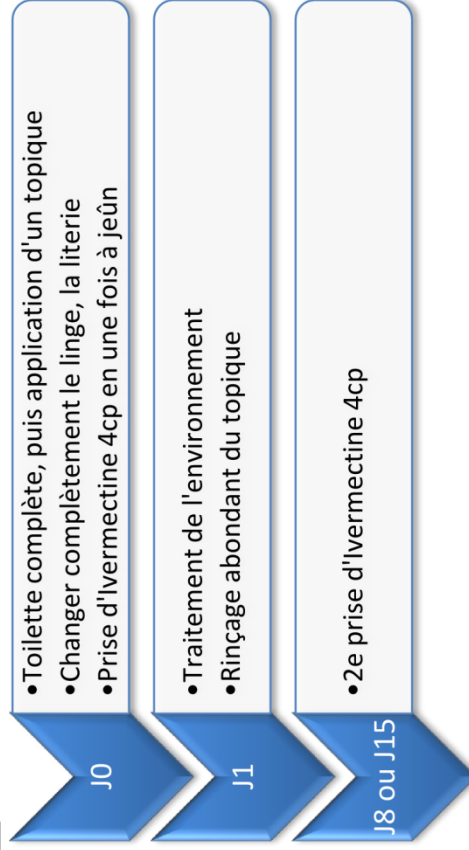 J0
•Toilette complète, puis application d'un topique
•Changer complètement le linge, la literie
•Prise d'Ivermectine 4cp en une fois à jeûn
J1
•Traitement de l'environnement
•Rinçage abondant du topique
J8 ou J15
•2e prise d'Ivermectine 4cp